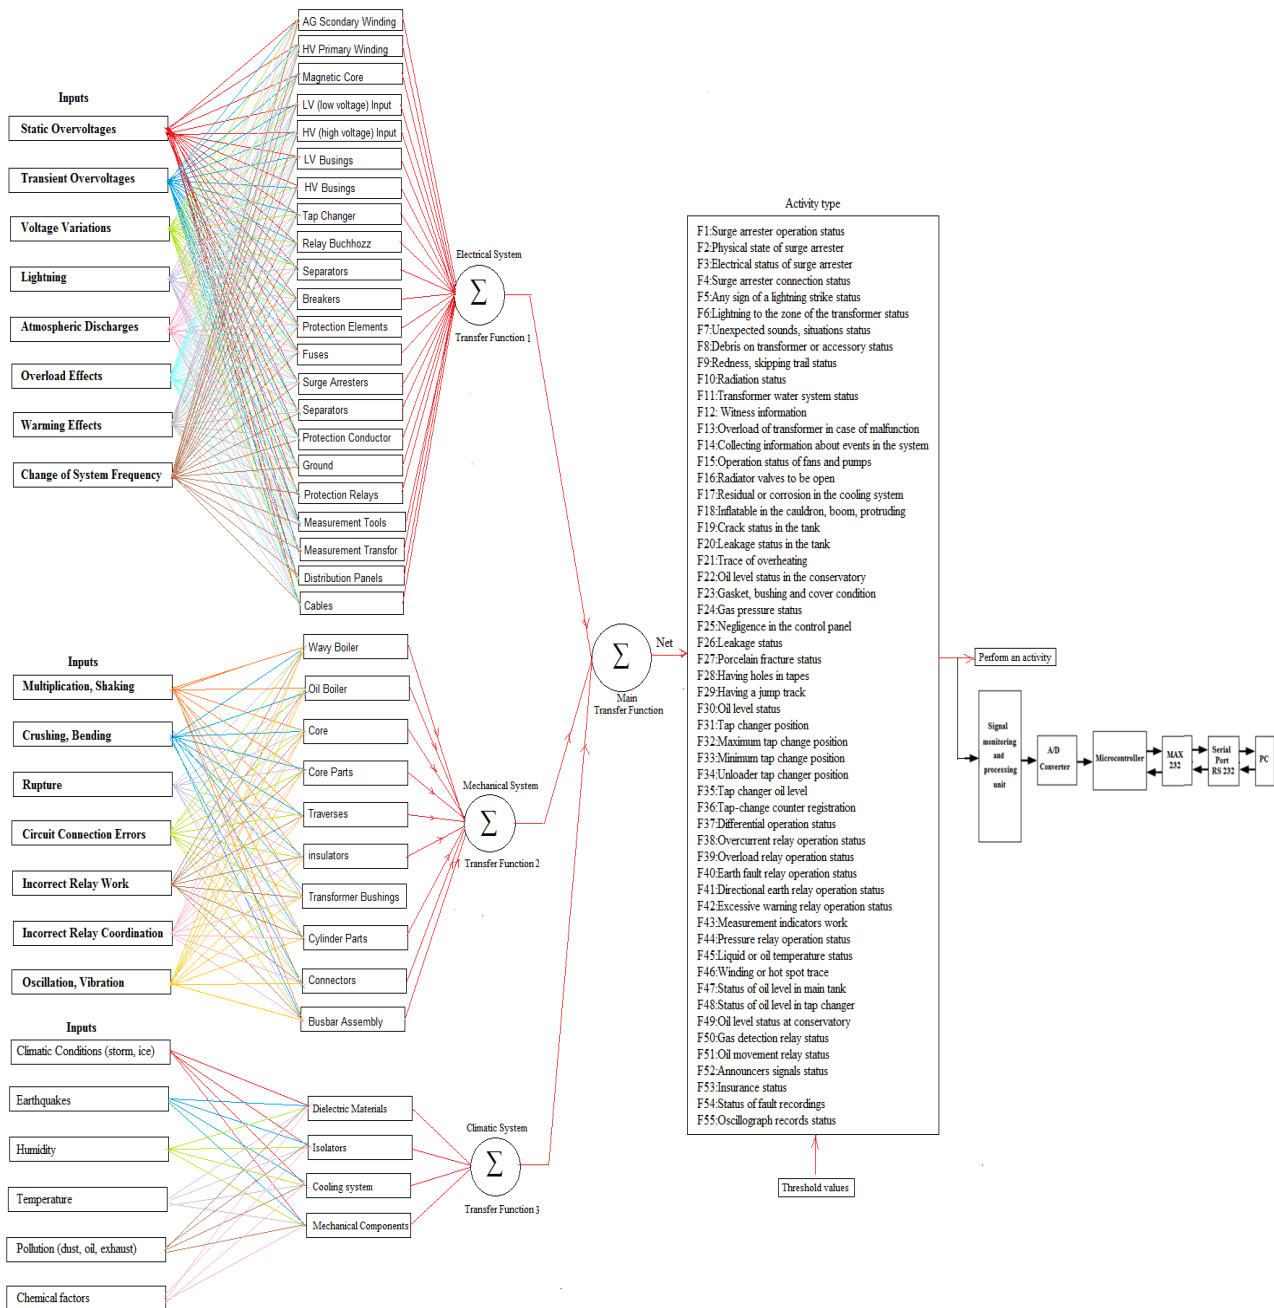 Inputs
Static Overvoltages
Transient Overvoltages
Voltage Variations
Lightning
Atmospheric Discharges
Overload Effects
Warming Effects
Change of System Frequency
AG Scondary Winding
HV Primary Winding
Magnetic Core
LV (low voltage) Input
HV (high voltage) Input
LV Busings
HV Busings
Tap Changer
Relay Buchhozz
Separators
Breakers
Protection Elements
Fuses
Surge Arresters
Separators
Protection Conductor
Ground
Protection Relays
Measurement Tools
Measurement Transfor
Distribution Panels
Cables
Electrical System
Σ
Transfer Function 1
Inputs
Multiplication, Shaking
Crushing, Bending
Rupture
Circuit Connection Errors
Incorrect Relay Work
Incorrect Relay Coordination
Oscillation, Vibration
Wavy Boiler
Oil Boiler
Core
Core Parts
Traverses
insulators
Transformer Bushings
Cylinder Parts
Connectors
Busbar Assembly
Mechanical System
Σ
Transfer Function 2
Inputs
Climatic Conditions (storm, ice)
Earthquakes
Humidity
Temperature
Pollution (dust, oil, exhaust)
Chemical factors
Dielectric Materials
Isolators
Cooling system
Mechanical Components
Climatic System
Σ
Transfer Function 3
Σ
Main
Transfer Function
Net
Activity type
F1:Surge arrester operation status
F2:Physical state of surge arrester
F3:Electrical status of surge arrester
F4:Surge arrester connection status
F5:Any sign of a lightning strike status
F6:Lightning to the zone of the transformer status
F7:Unexpected sounds, situations status
F8:Debris on transformer or accessory status
F9:Redness, skipping trail status
F10:Radiation status
F11:Transformer water system status
F12: Witness information
F13:Overload of transformer in case of malfunction
F14:Collecting information about events in the system
F15:Operation status of fans and pumps
F16:Radiator valves to be open
F17:Residual or corrosion in the cooling system
F18:Inflatable in the cauldron, boom, protruding
F19:Crack status in the tank
F20:Leakage status in the tank
F21:Trace of overheating
F22:Oil level status in the conservatory
F23:Gasket, bushing and cover condition
F24:Gas pressure status
F25:Negligence in the control panel
F26:Leakage status
F27:Porcelain fracture status
F28:Having holes in tapes
F29:Having a jump track
F30:Oil level status
F31:Tap changer position
F32:Maximum tap change position
F33:Minimum tap change position
F34:Unloader tap changer position
F35:Tap changer oil level
F36:Tap-change counter registration
F37:Differential operation status
F38:Overcurrent relay operation status
F39:Overload relay operation status
F40:Earth fault relay operation status
F41:Directional earth relay operation status
F42:Excessive warning relay operation status
F43:Measurement indicators work
F44:Pressure relay operation status
F45:Liquid or oil temperature status
F46:Winding or hot spot trace
F47:Status of oil level in main tank
F48:Status of oil level in tap changer
F49:Oil level status at conservatory
F50:Gas detection relay status
F51:Oil movement relay status
F52:Announcers signals status
F53:Insurance status
F54:Status of fault recordings
F55:Oscillograph records status
Threshold values
Perform an activity
Signal
monitoring
and
processing
unit
A/D
Converter
Microcontroller
MAX
232
Serial
Port
RS 232
PC